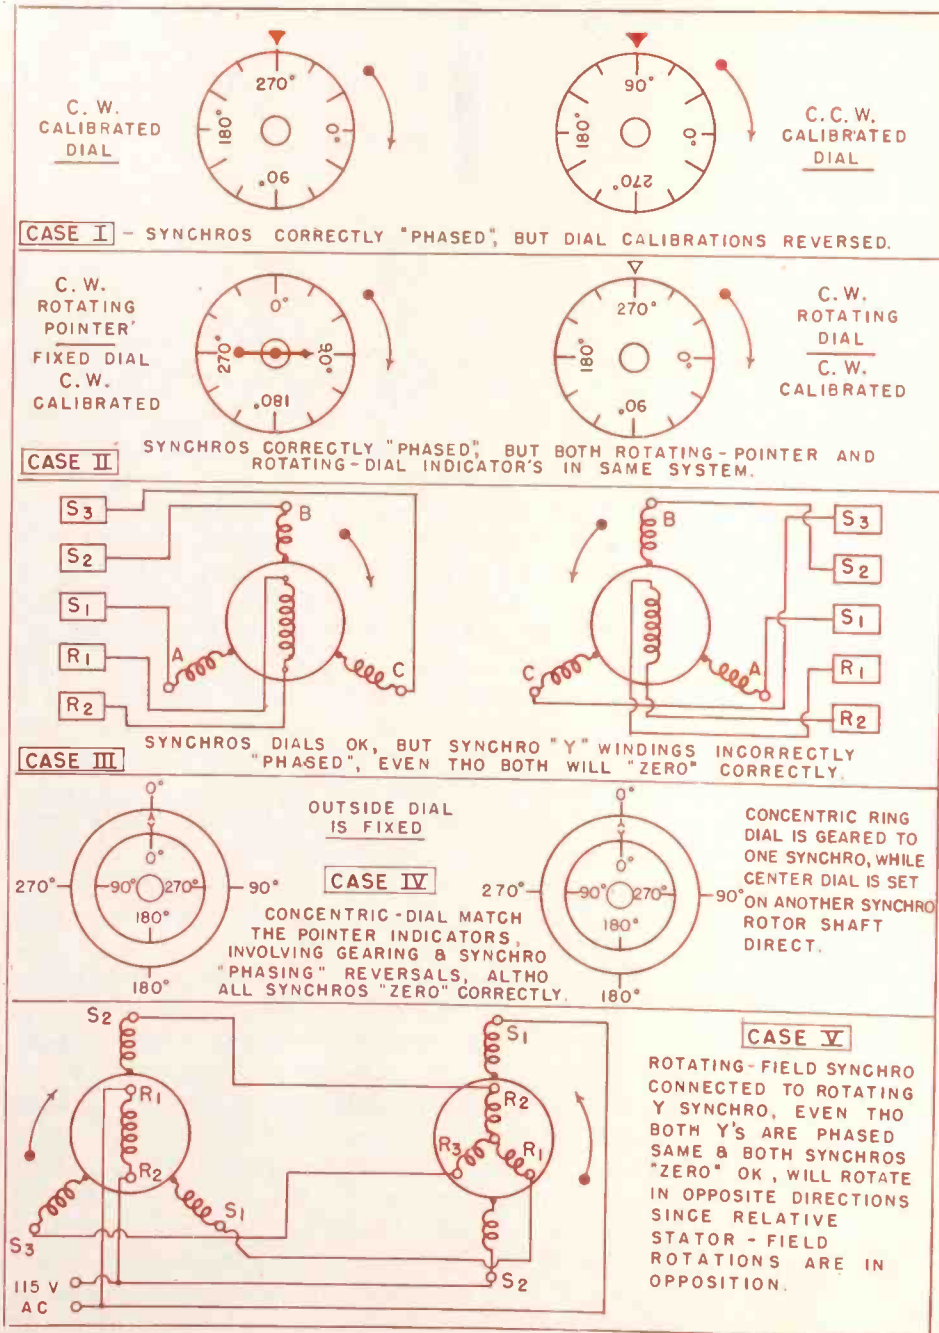 C. W.
CALIBRATED
DIAL
270°
180°
0°
90°
90°
180°
0°
270°
C. C. W.
CALIBRATED
DIAL
CASE I - SYNCHROS CORRECTLY "PHASED", BUT DIAL CALIBRATIONS REVERSED.
C. W.
ROTATING
POINTER'
FIXED DIAL
C. W.
CALIBRATED
0°
270°
90°
180°
270°
180°
0°
90°
C. W.
ROTATING
DIAL
C. W.
CALIBRATED
CASE II
SYNCHROS CORRECTLY "PHASED", BUT BOTH ROTATING-POINTER AND
ROTATING-DIAL INDICATOR'S IN SAME SYSTEM.
S3
S2
S1
R1
R2
B
A
C
B
C
A
S3
S2
S1
R1
R2
CASE III
SYNCHROS DIALS OK, BUT SYNCHRO "Y" WINDINGS INCORRECTLY
"PHASED", EVEN THO BOTH WILL "ZERO" CORRECTLY.
0°
0°
270°
90°
270°
90°
180°
180°
OUTSIDE DIAL
IS FIXED
CASE IV
CONCENTRIC-DIAL MATCH
THE POINTER INDICATORS,
INVOLVING GEARING & SYNCHRO
"PHASING" REVERSALS, ALTHO
ALL SYNCHROS "ZERO" CORRECTLY.
0°
0°
270°
90°
270°
90°
180°
180°
CONCENTRIC RING
DIAL IS GEARED TO
ONE SYNCHRO, WHILE
CENTER DIAL IS SET
ON ANOTHER SYNCHRO
ROTOR SHAFT
DIRECT.
S2
R1
R2
S3
S1
115 V
AC
S1
R2
R3
R1
S2
CASE V
ROTATING-FIELD SYNCHRO
CONNECTED TO ROTATING
Y SYNCHRO, EVEN THO
BOTH Y'S ARE PHASED
SAME & BOTH SYNCHROS
"ZERO" OK, WILL ROTATE
IN OPPOSITE DIRECTIONS
SINCE RELATIVE
STATOR - FIELD
ROTATIONS ARE IN
OPPOSITION.